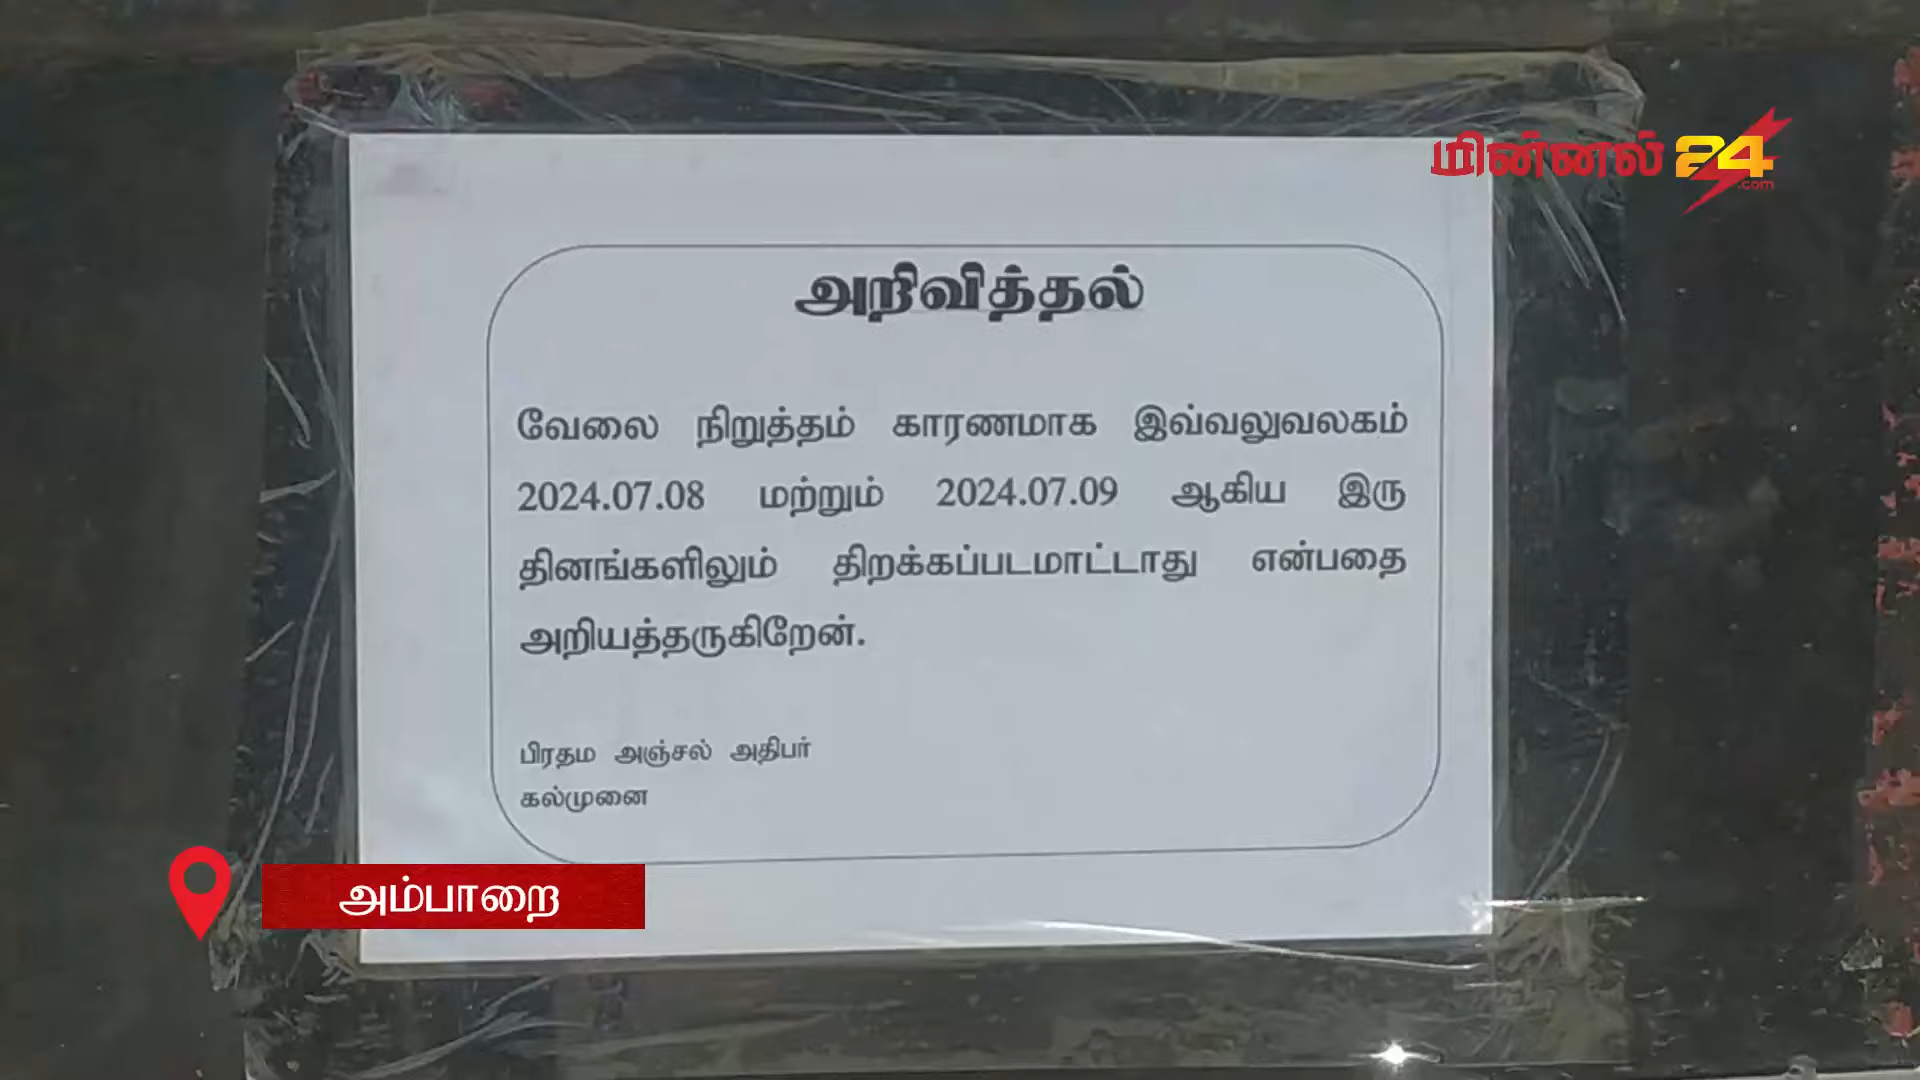 மின்னல் 24
.com
அறிவித்தல்
வேலை நிறுத்தம் காரணமாக இவ்வலுவலகம்
2024.07.08 மற்றும் 2024.07.09 ஆகிய இரு
தினங்களிலும் திறக்கப்படமாட்டாது என்பதை
அறியத்தருகிறேன்.
பிரதம அஞ்சல் அதிபர்
கல்முனை
அம்பாறை